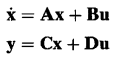 ẋ = Ax + Bu
y = Cx + Du